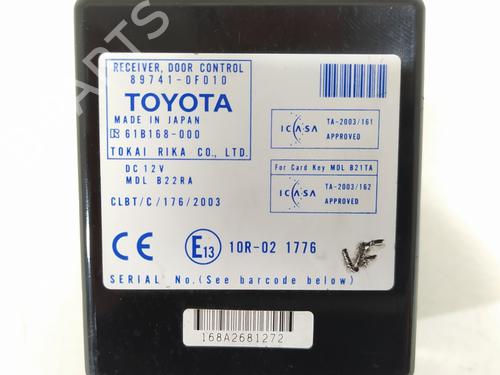 RECEIVER, DOOR CONTROL
89741-0F010
TOYOTA
MADE IN JAPAN
61B168-000
TOKAI RIKA CO., LTD.
DC 12V
MDL B22RA
CLBT/C/176/2003
ICASA
TA-2003/161
APPROVED
For Card Key MDL B21TA
ICASA
TA-2003/162
APPROVED
CE E13 10R-02 1776
SERIAL No.(See barcode below)
168A2681272